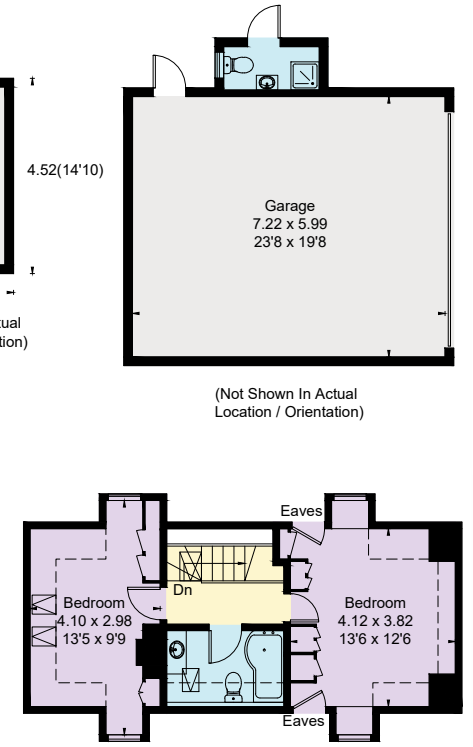 4.52(14'10)
tual
tion)
Garage
7.22 x 5.99
23'8 x 19'8
(Not Shown In Actual
Location / Orientation)
Eaves
Dn
Bedroom
4.10 x 2.98
13'5 x 9'9
Bedroom
4.12 x 3.82
13'6 x 12'6
Eaves